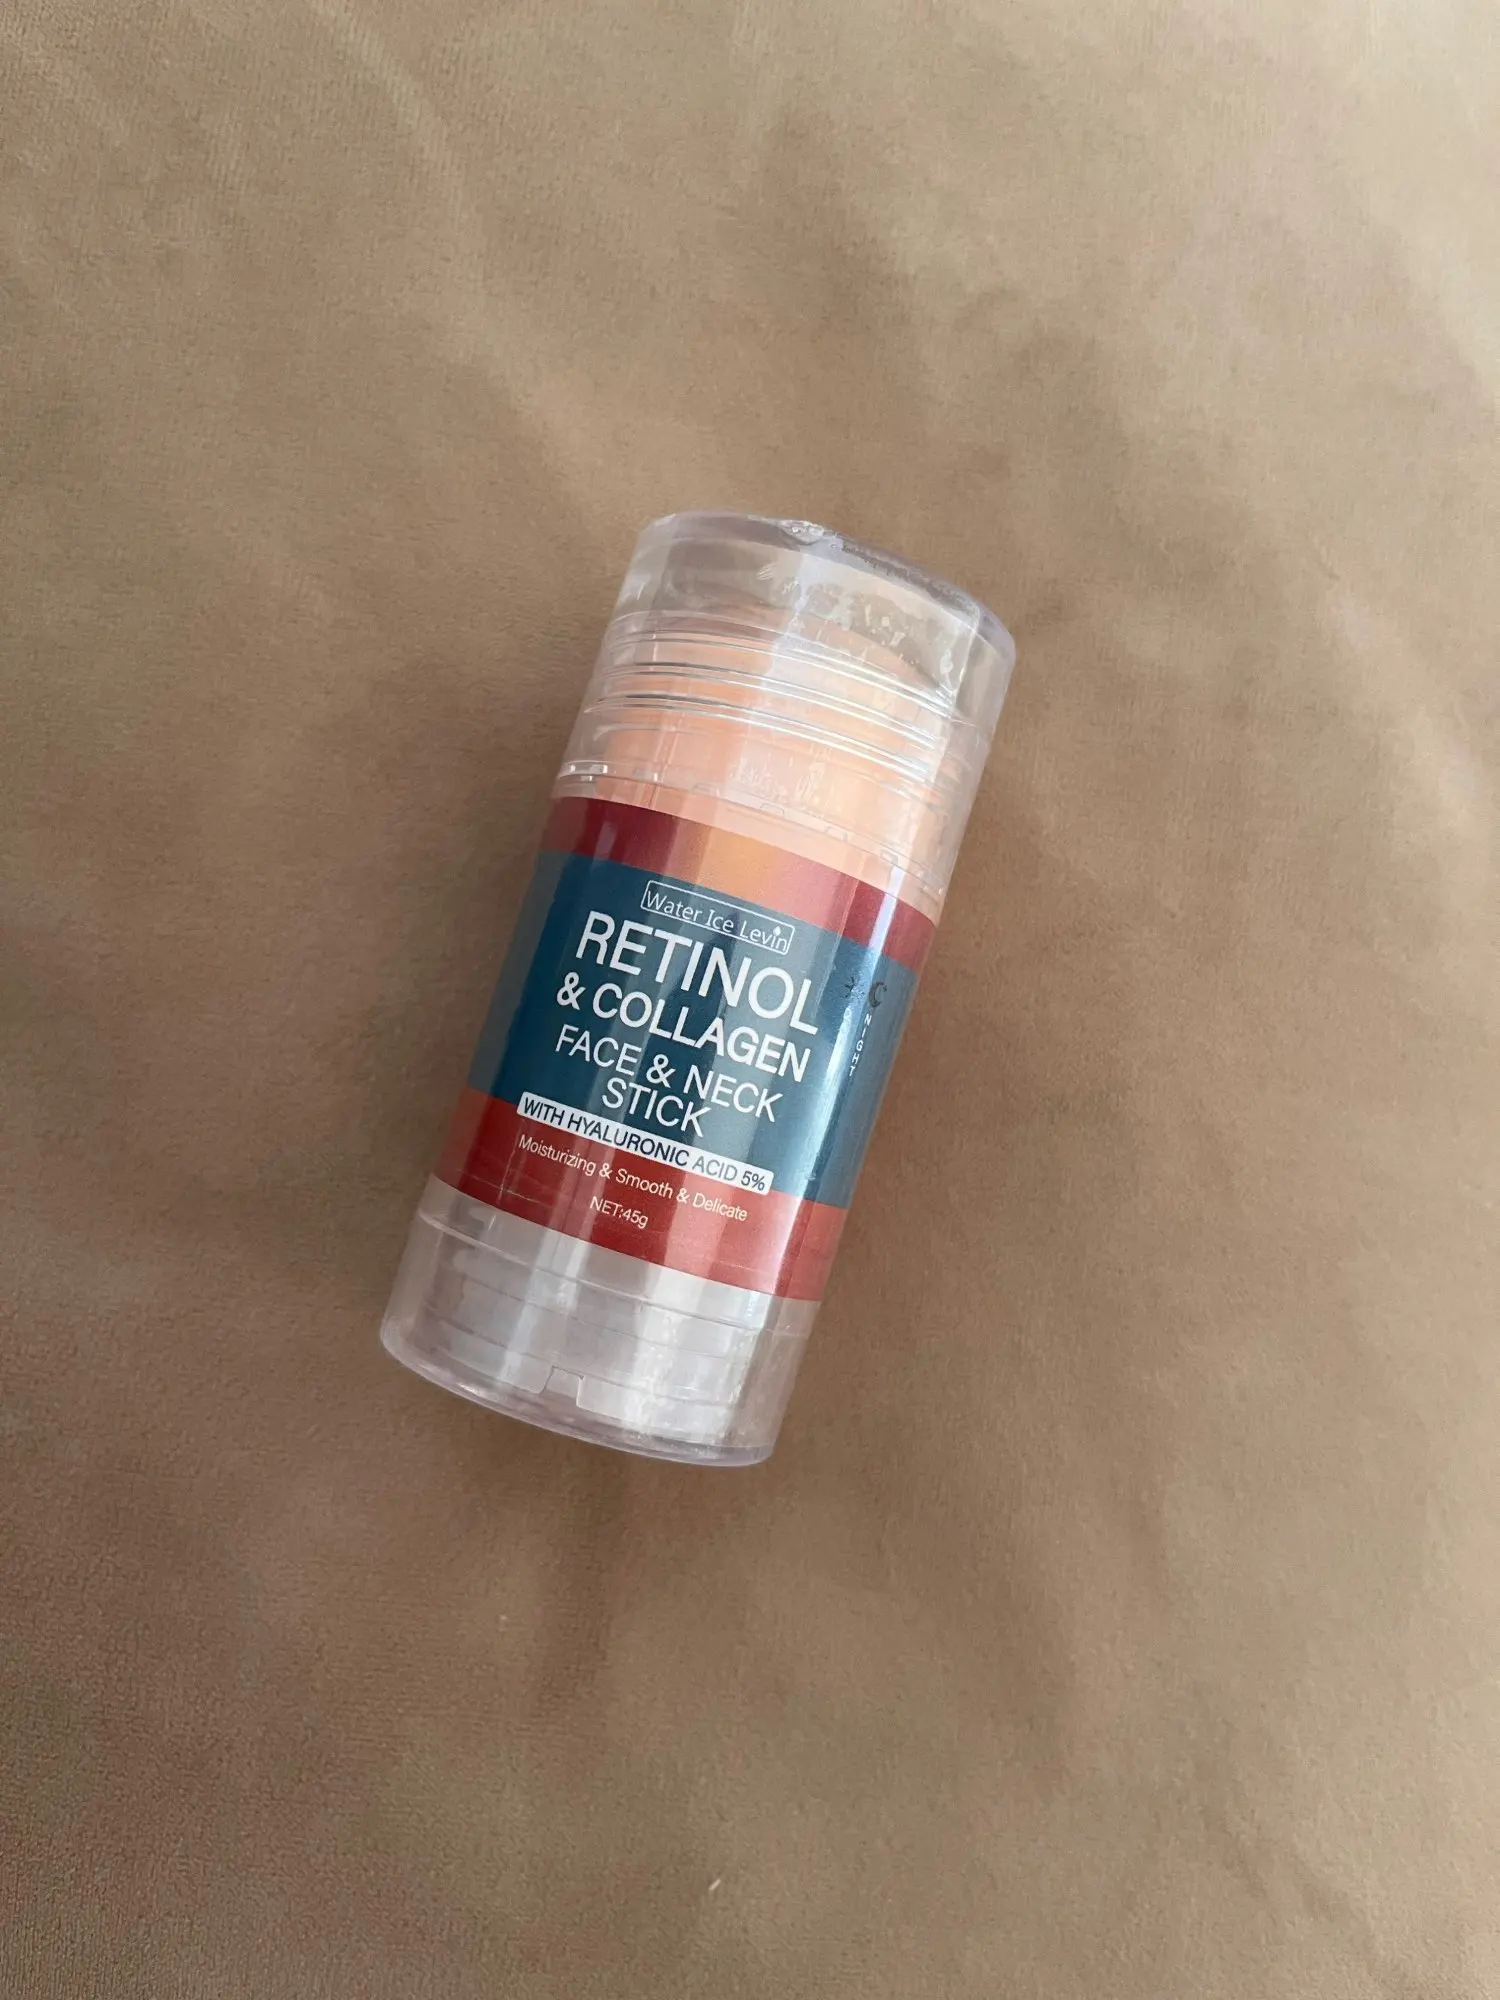 Water Ice Levin
RETINOL
& COLLAGEN
FACE & NECK
STICK
WITH HYALURONIC ACID 5%
Moisturizing & Smooth & Delicate
NET:45g
NIGHT